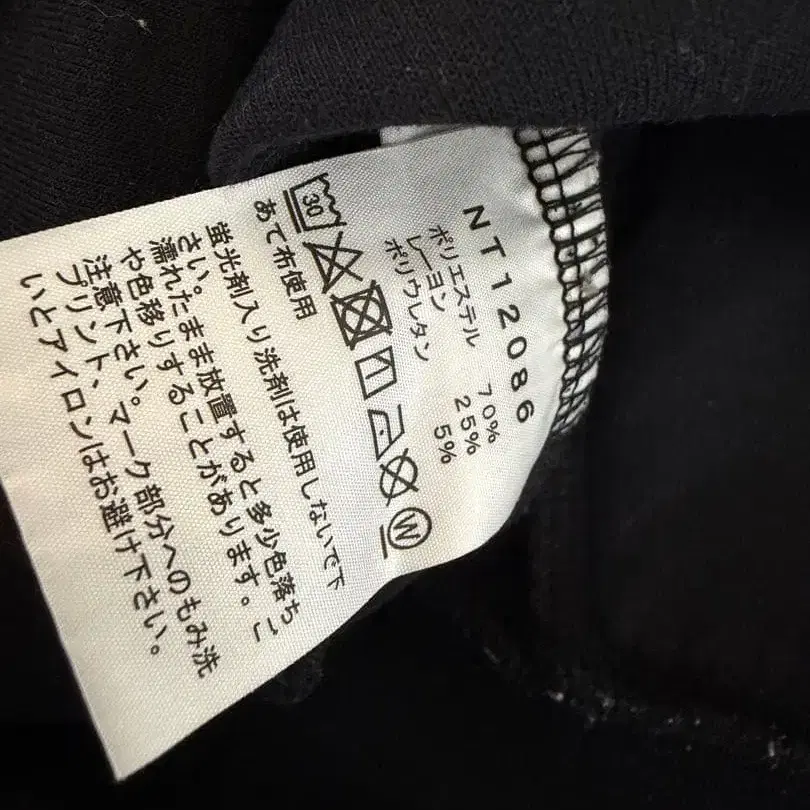 NT12086
ポリエステル 70%
レーヨン 25%
ポリウレタン 5%
30
W
あて布使用
蛍光剤入り洗剤は使用しないで下
さい。
濡れたまま放置すると多少色落ち
や色移りすることがあります。ご
注意下さい。マーク部分へのもみ洗
プリント、
いとアイロンはお避け下さい。